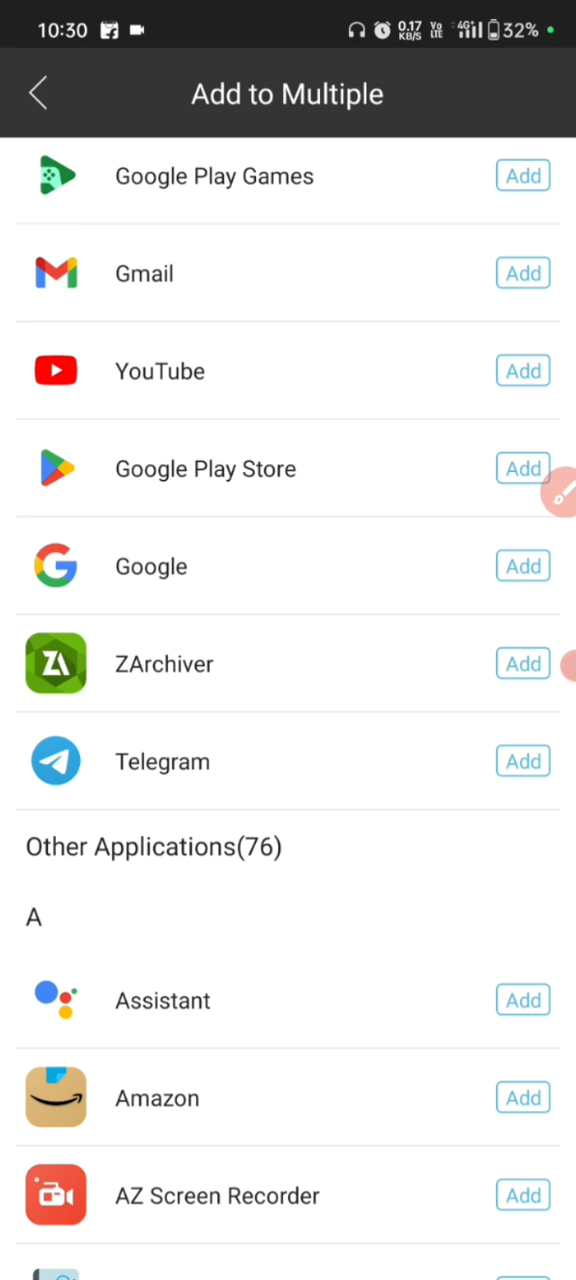 10:30 0.17 KB/S Vo LTE 4G+ 32%
Add to Multiple
Google Play Games Add
Gmail Add
YouTube Add
Google Play Store Add
Google Add
ZArchiver Add
Telegram Add
Other Applications(76)
A
Assistant Add
Amazon Add
AZ Screen Recorder Add